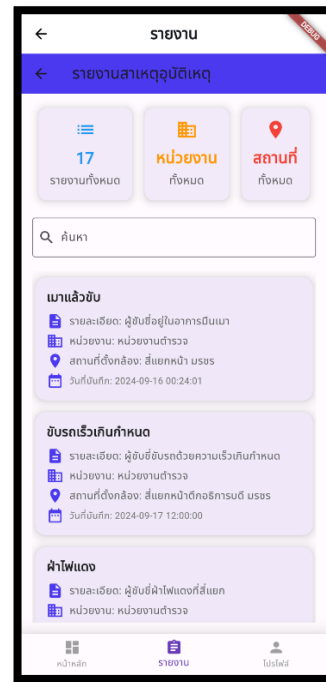 รายงาน
DEBUG
รายงานสาเหตุอุบัติเหตุ
17
รายงานทั้งหมด
หน่วยงาน
ทั้งหมด
สถานที่
ทั้งหมด
ค้นหา
เมาแล้วขับ
รายละเอียด: ผู้ขับขี่อยู่ในอาการมึนเมา
หน่วยงาน: หน่วยงานตำรวจ
สถานที่ตั้งกล้อง: สี่แยกหน้า มรชร
วันที่บันทึก: 2024-09-16 00:24:01
ขับรถเร็วเกินกำหนด
รายละเอียด: ผู้ขับขี่ขับรถด้วยความเร็วเกินกำหนด
หน่วยงาน: หน่วยงานตำรวจ
สถานที่ตั้งกล้อง: สี่แยกหน้าตึกอธิการบดี มรชร
วันที่บันทึก: 2024-09-17 12:00:00
ฝ่าไฟแดง
รายละเอียด: ผู้ขับขี่ฝ่าไฟแดงที่สี่แยก
หน่วยงาน: หน่วยงานตำรวจ
หน้าหลัก
รายงาน
โปรไฟล์